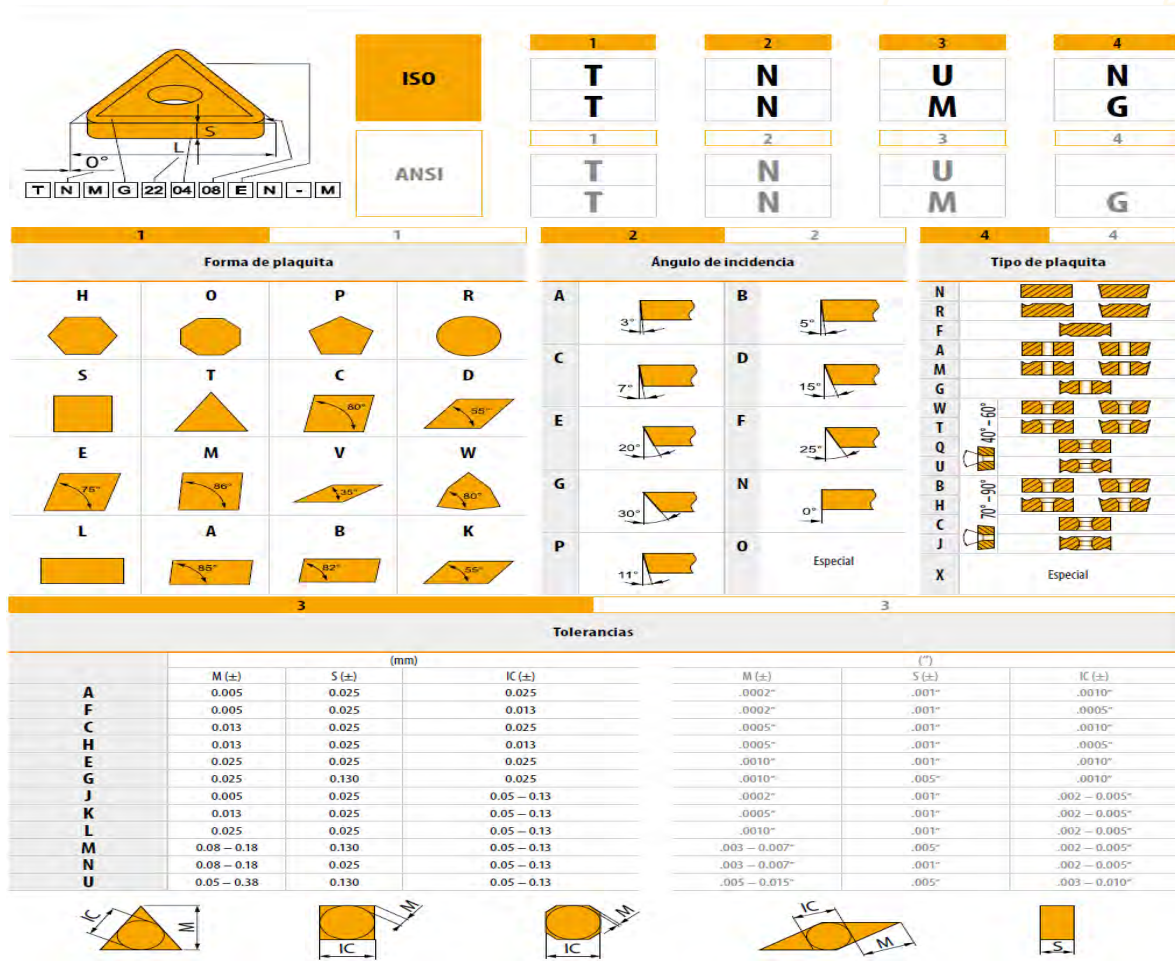 ISO
1 2 3 4
T N U N
T N M G
ANSI
1 2 3 4
T N U
T N M G
S
L
0°
T N M G 22 04 08 E N - M
1 1
Forma de plaquita
H O P R
S T C D
80° 55°
E M V W
75° 86° 35° 80°
L A B K
85° 82° 55°
2 2
Ángulo de incidencia
A 3° B 5°
C 7° D 15°
E 20° F 25°
G 30° N 0°
P 11° O Especial
4 4
Tipo de plaquita
N
R
F
A
M
G
W
T
Q
U
40° – 60°
B
H
C
J
70° – 90°
X Especial
3 3
Tolerancias
(mm) (")
M (±) S (±) IC (±) M (±) S (±) IC (±)
A 0.005 0.025 0.025 .0002" .001" .0010"
F 0.005 0.025 0.013 .0002" .001" .0005"
C 0.013 0.025 0.025 .0005" .001" .0010"
H 0.013 0.025 0.013 .0005" .001" .0005"
E 0.025 0.025 0.025 .0010" .001" .0010"
G 0.025 0.130 0.025 .0010" .005" .0010"
J 0.005 0.025 0.05 – 0.13 .0002" .001" .002 – 0.005"
K 0.013 0.025 0.05 – 0.13 .0005" .001" .002 – 0.005"
L 0.025 0.025 0.05 – 0.13 .0010" .001" .002 – 0.005"
M 0.08 – 0.18 0.130 0.05 – 0.13 .003 – 0.007" .005" .002 – 0.005"
N 0.08 – 0.18 0.025 0.05 – 0.13 .003 – 0.007" .001" .002 – 0.005"
U 0.05 – 0.38 0.130 0.05 – 0.13 .005 – 0.015" .005" .003 – 0.010"
IC M
M IC
M IC
IC M
S